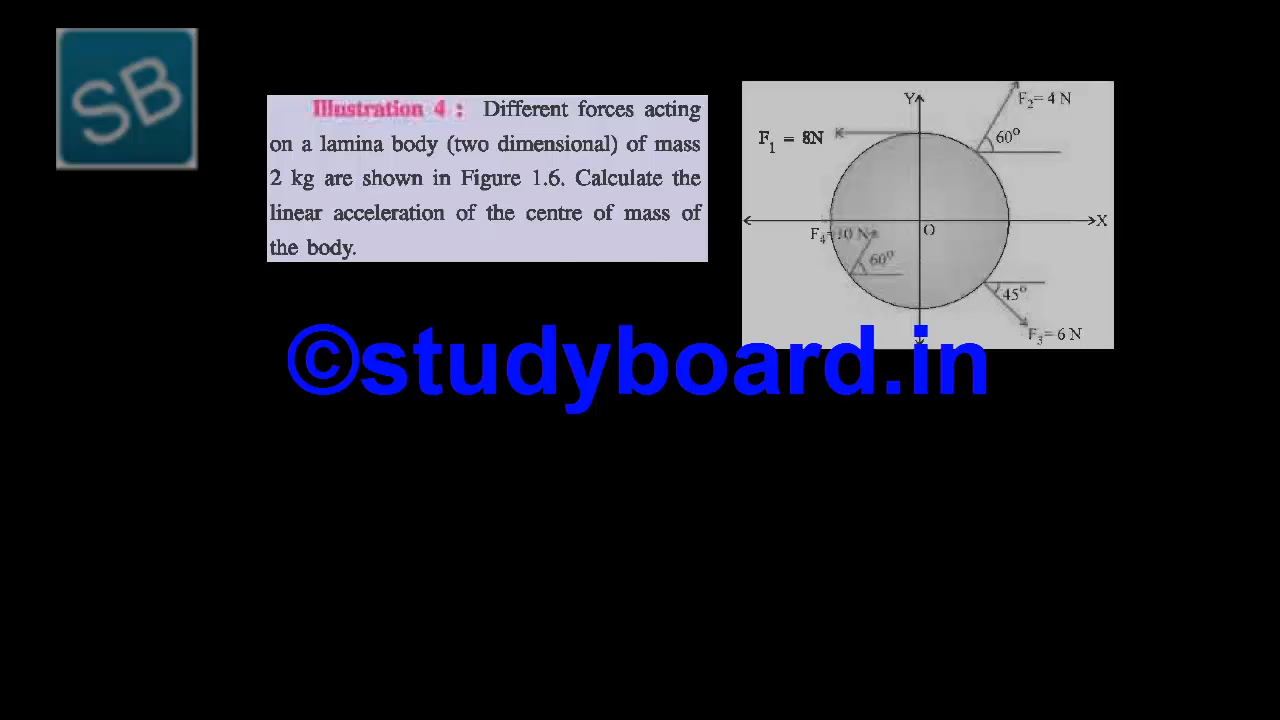 SB
Illustration 4 : Different forces acting
on a lamina body (two dimensional) of mass
2 kg are shown in Figure 1.6. Calculate the
linear acceleration of the centre of mass of
the body.
Y
F2= 4 N
F1 = 8N
60°
X
F4=10 N
O
60°
45°
F3= 6 N
©studyboard.in